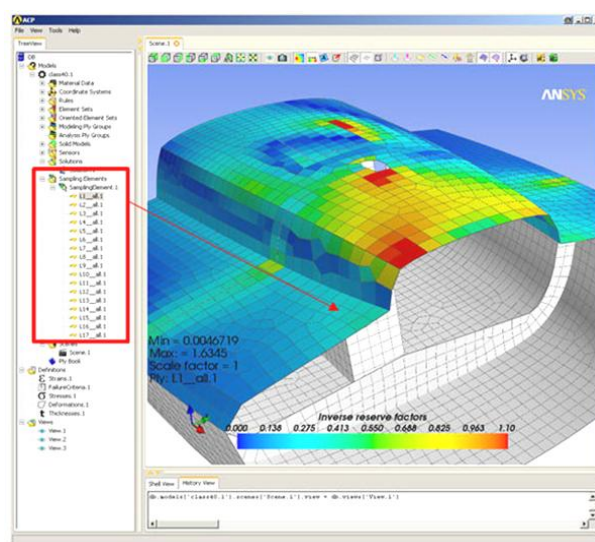 ACP
File View Tools Help
TreeView
DB
Models
class40.1
Material Data
Coordinate Systems
Rules
Element Sets
Oriented Element Sets
Modeling Ply Groups
Analysis Ply Groups
Solid Models
Sensors
Solutions
Sampling Elements
SamplingElement.1
L1__all.1
L2__all.1
L3__all.1
L4__all.1
L5__all.1
L6__all.1
L7__all.1
L8__all.1
L9__all.1
L10__all.1
L11__all.1
L12__all.1
L13__all.1
L14__all.1
L15__all.1
L16__all.1
L17__all.1
Scenes
Scene.1
Ply Book
Definitions
Strains.1
FailureCriteria.1
Stresses.1
Deformations.1
Thicknesses.1
Views
View.1
View.2
View.3
Scene.1
ANSYS
Min = 0.0046719
Max: = 1.6345
Scale factor = 1
Ply: L1__all.1
Inverse reserve factors
0.000 0.138 0.275 0.413 0.550 0.688 0.825 0.963 1.10
Shell View History View
db.models['class40.1'].scenes['Scene.1'].view = db.views['View.1']